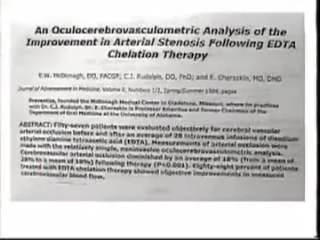 An Oculocerebrovasculometric Analysis of the
Improvement in Arterial Stenosis Following EDTA
Chelation Therapy
E.W. McDonagh, DO, FACGP; C.J. Rudolph, DO, PhD; and E. Cheraskin, MD, DMD
Journal of Advancement in Medicine, Volume 2, Numbers 1/2, Spring/Summer 1989, pages
Prevention, founded the McDonagh Medical Center in Gladstone, Missouri, where he practices
with Dr. C.J. Rudolph. Dr. E. Cheraskin is Professor Emeritus and former Chairman of the
Department of Oral Medicine at the University of Alabama.
ABSTRACT: Fifty-seven patients were evaluated objectively for cerebral vascular
arterial occlusion before and after an average of 28 intravenous infusions of disodium
ethylene diamine tetraacetic acid (EDTA). Measurements of arterial occlusion were
made with the relatively simple, noninvasive oculocerebrovasculometric analysis.
Cerebrovascular arterial occlusion diminished by an average of 18% (from a mean of
28% to a mean of 10%) following therapy (P<0.001). Eighty-eight percent of patients
treated with EDTA chelation therapy showed objective improvements in measured
cerebrovascular blood flow.